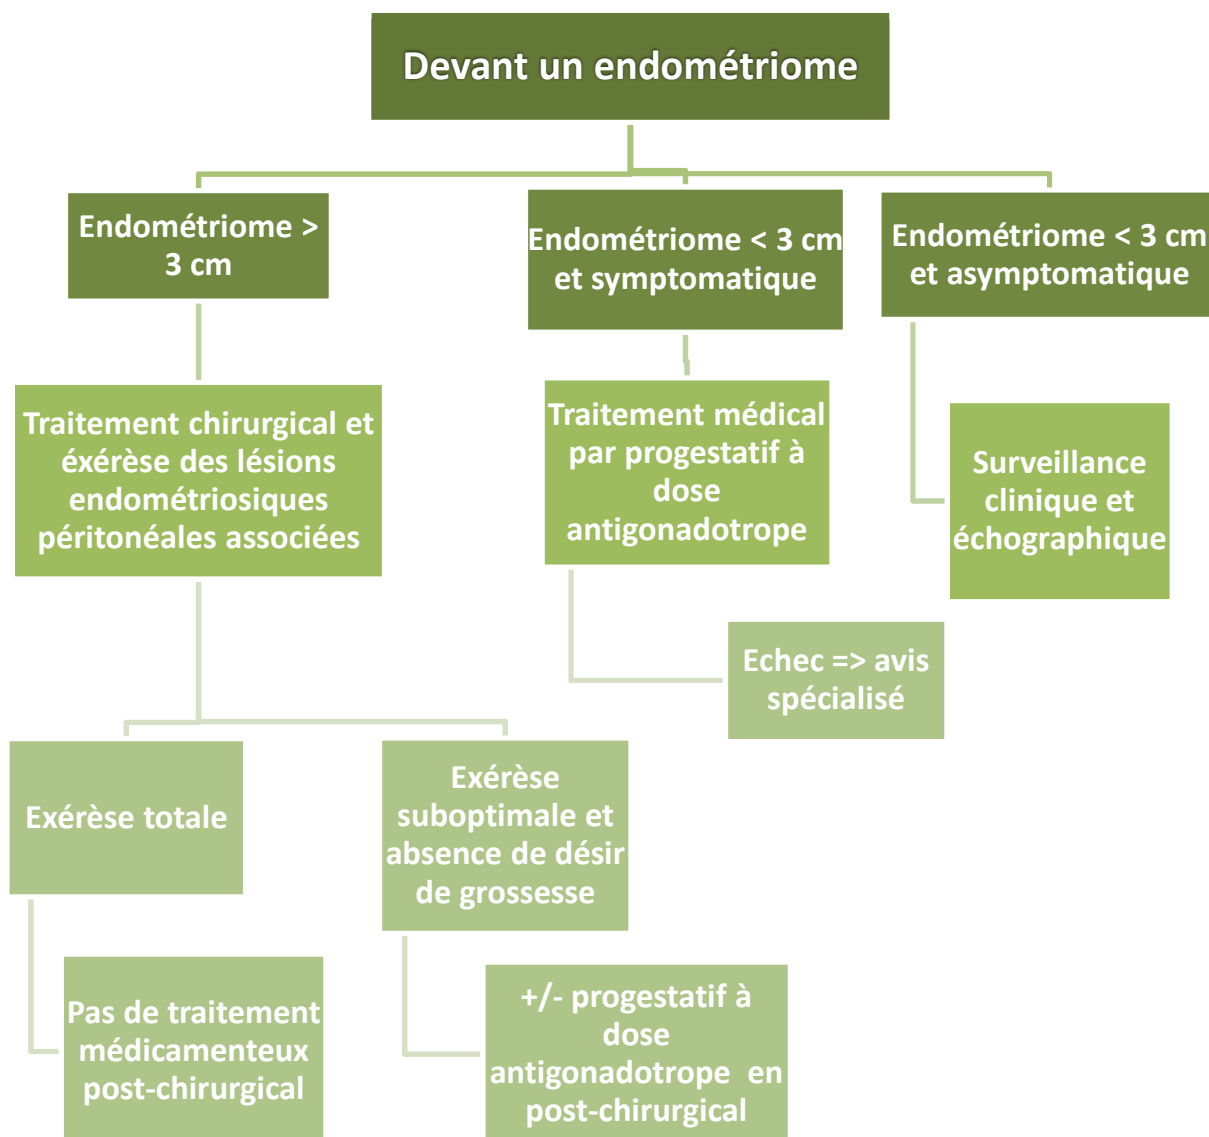 Devant un endométriome
Endométriome >
3 cm
Endométriome < 3 cm
et symptomatique
Endométriome < 3 cm
et asymptomatique
Traitement chirurgical et
éxérèse des lésions
endométriosiques
péritonéales associées
Traitement médical
par progestatif à
dose
antigonadotrope
Surveillance
clinique et
échographique
Echec => avis
spécialisé
Exérèse totale
Exérèse
suboptimale et
absence de désir
de grossesse
Pas de traitement
médicamenteux
post-chirurgical
+/- progestatif à
dose
antigonadotrope en
post-chirurgical